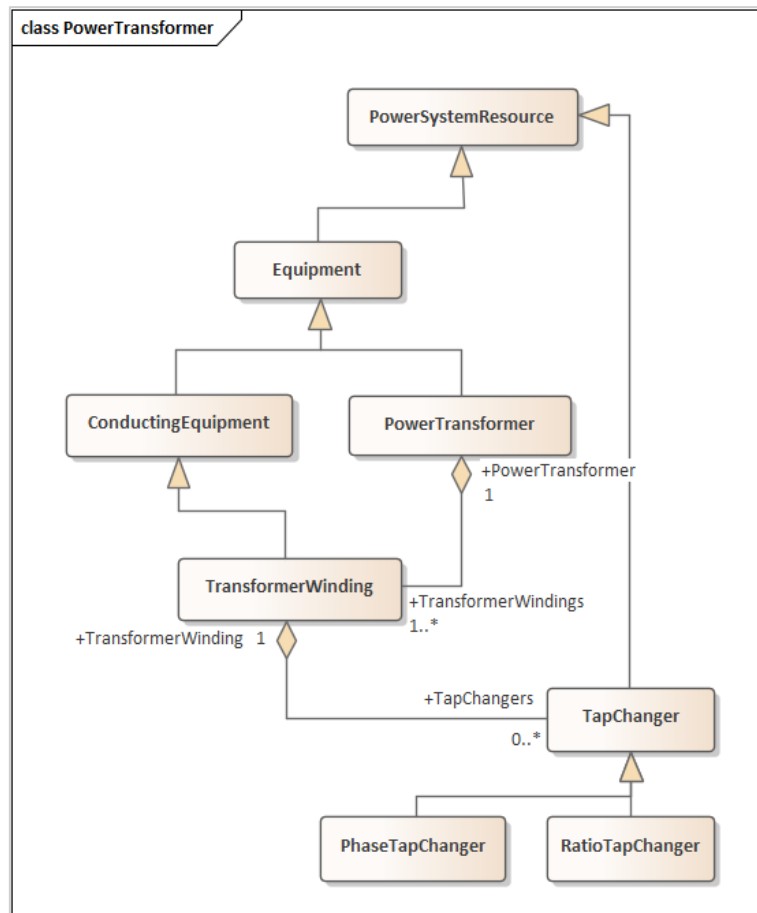 class PowerTransformer
PowerSystemResource
Equipment
ConductingEquipment
PowerTransformer
+PowerTransformer
1
TransformerWinding
+TransformerWindings
1..*
+TransformerWinding 1
+TapChangers
0..*
TapChanger
PhaseTapChanger
RatioTapChanger